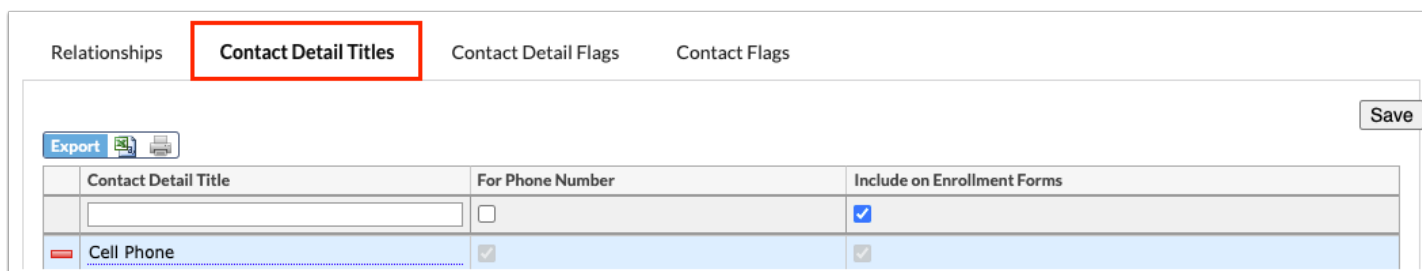 Relationships Contact Detail Titles Contact Detail Flags Contact Flags
Save
Export
Contact Detail Title For Phone Number Include on Enrollment Forms
Cell Phone